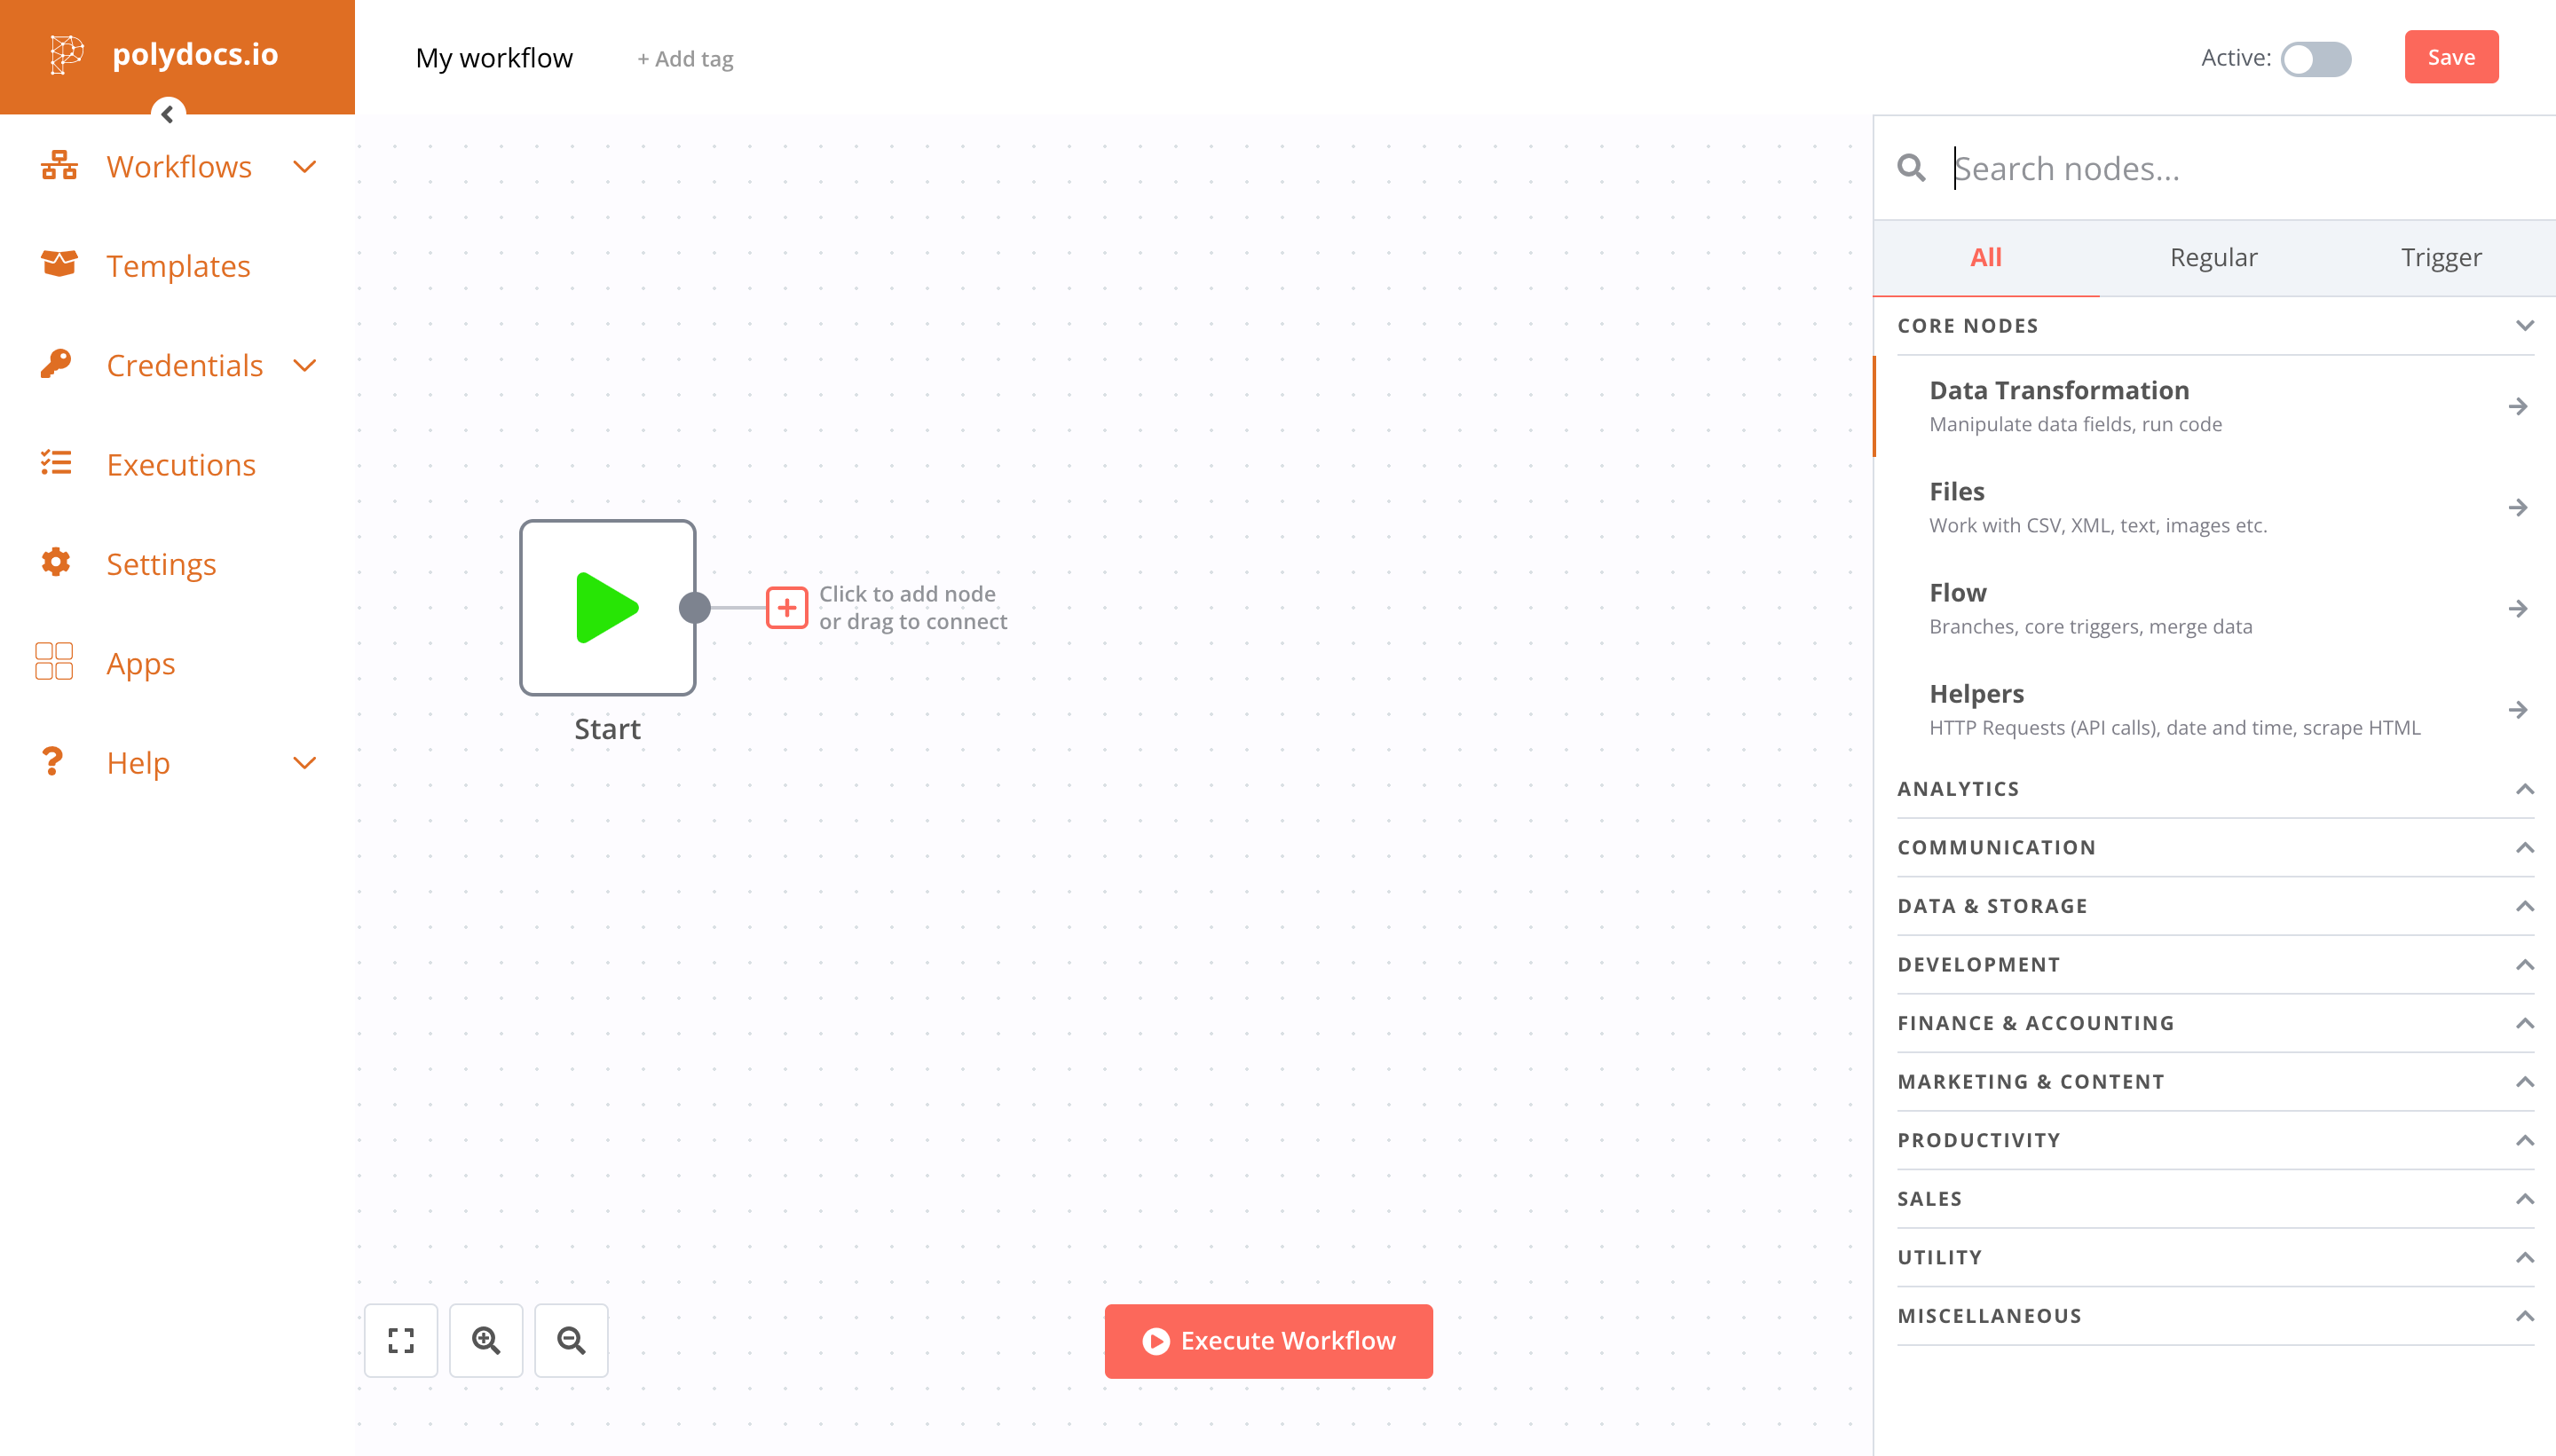 polydocs.io
My workflow
+ Add tag
Active:
Save
Workflows
Templates
Credentials
Executions
Settings
Apps
Help
Start
Click to add node
or drag to connect
Execute Workflow
Search nodes...
All Regular Trigger
CORE NODES
Data Transformation
Manipulate data fields, run code
Files
Work with CSV, XML, text, images etc.
Flow
Branches, core triggers, merge data
Helpers
HTTP Requests (API calls), date and time, scrape HTML
ANALYTICS
COMMUNICATION
DATA & STORAGE
DEVELOPMENT
FINANCE & ACCOUNTING
MARKETING & CONTENT
PRODUCTIVITY
SALES
UTILITY
MISCELLANEOUS